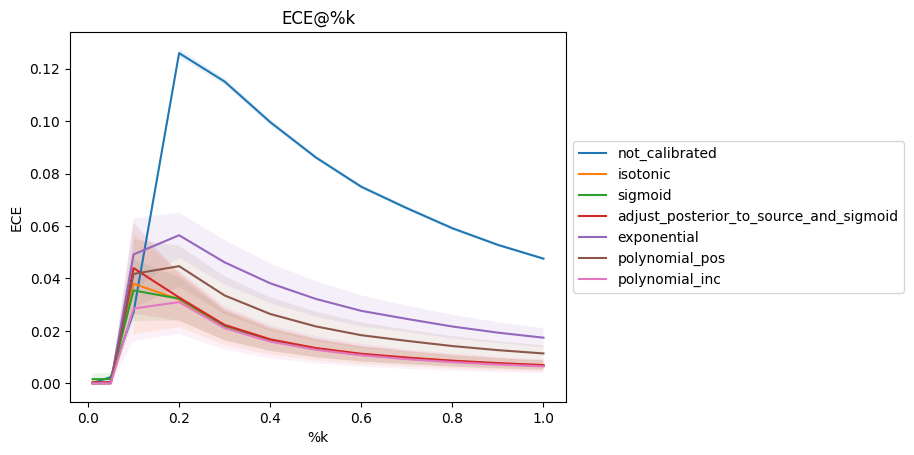 ECE@%k
0.12
0.10
0.08
0.06
0.04
0.02
0.00
ECE
0.0 0.2 0.4 0.6 0.8 1.0
%k
not_calibrated
isotonic
sigmoid
adjust_posterior_to_source_and_sigmoid
exponential
polynomial_pos
polynomial_inc